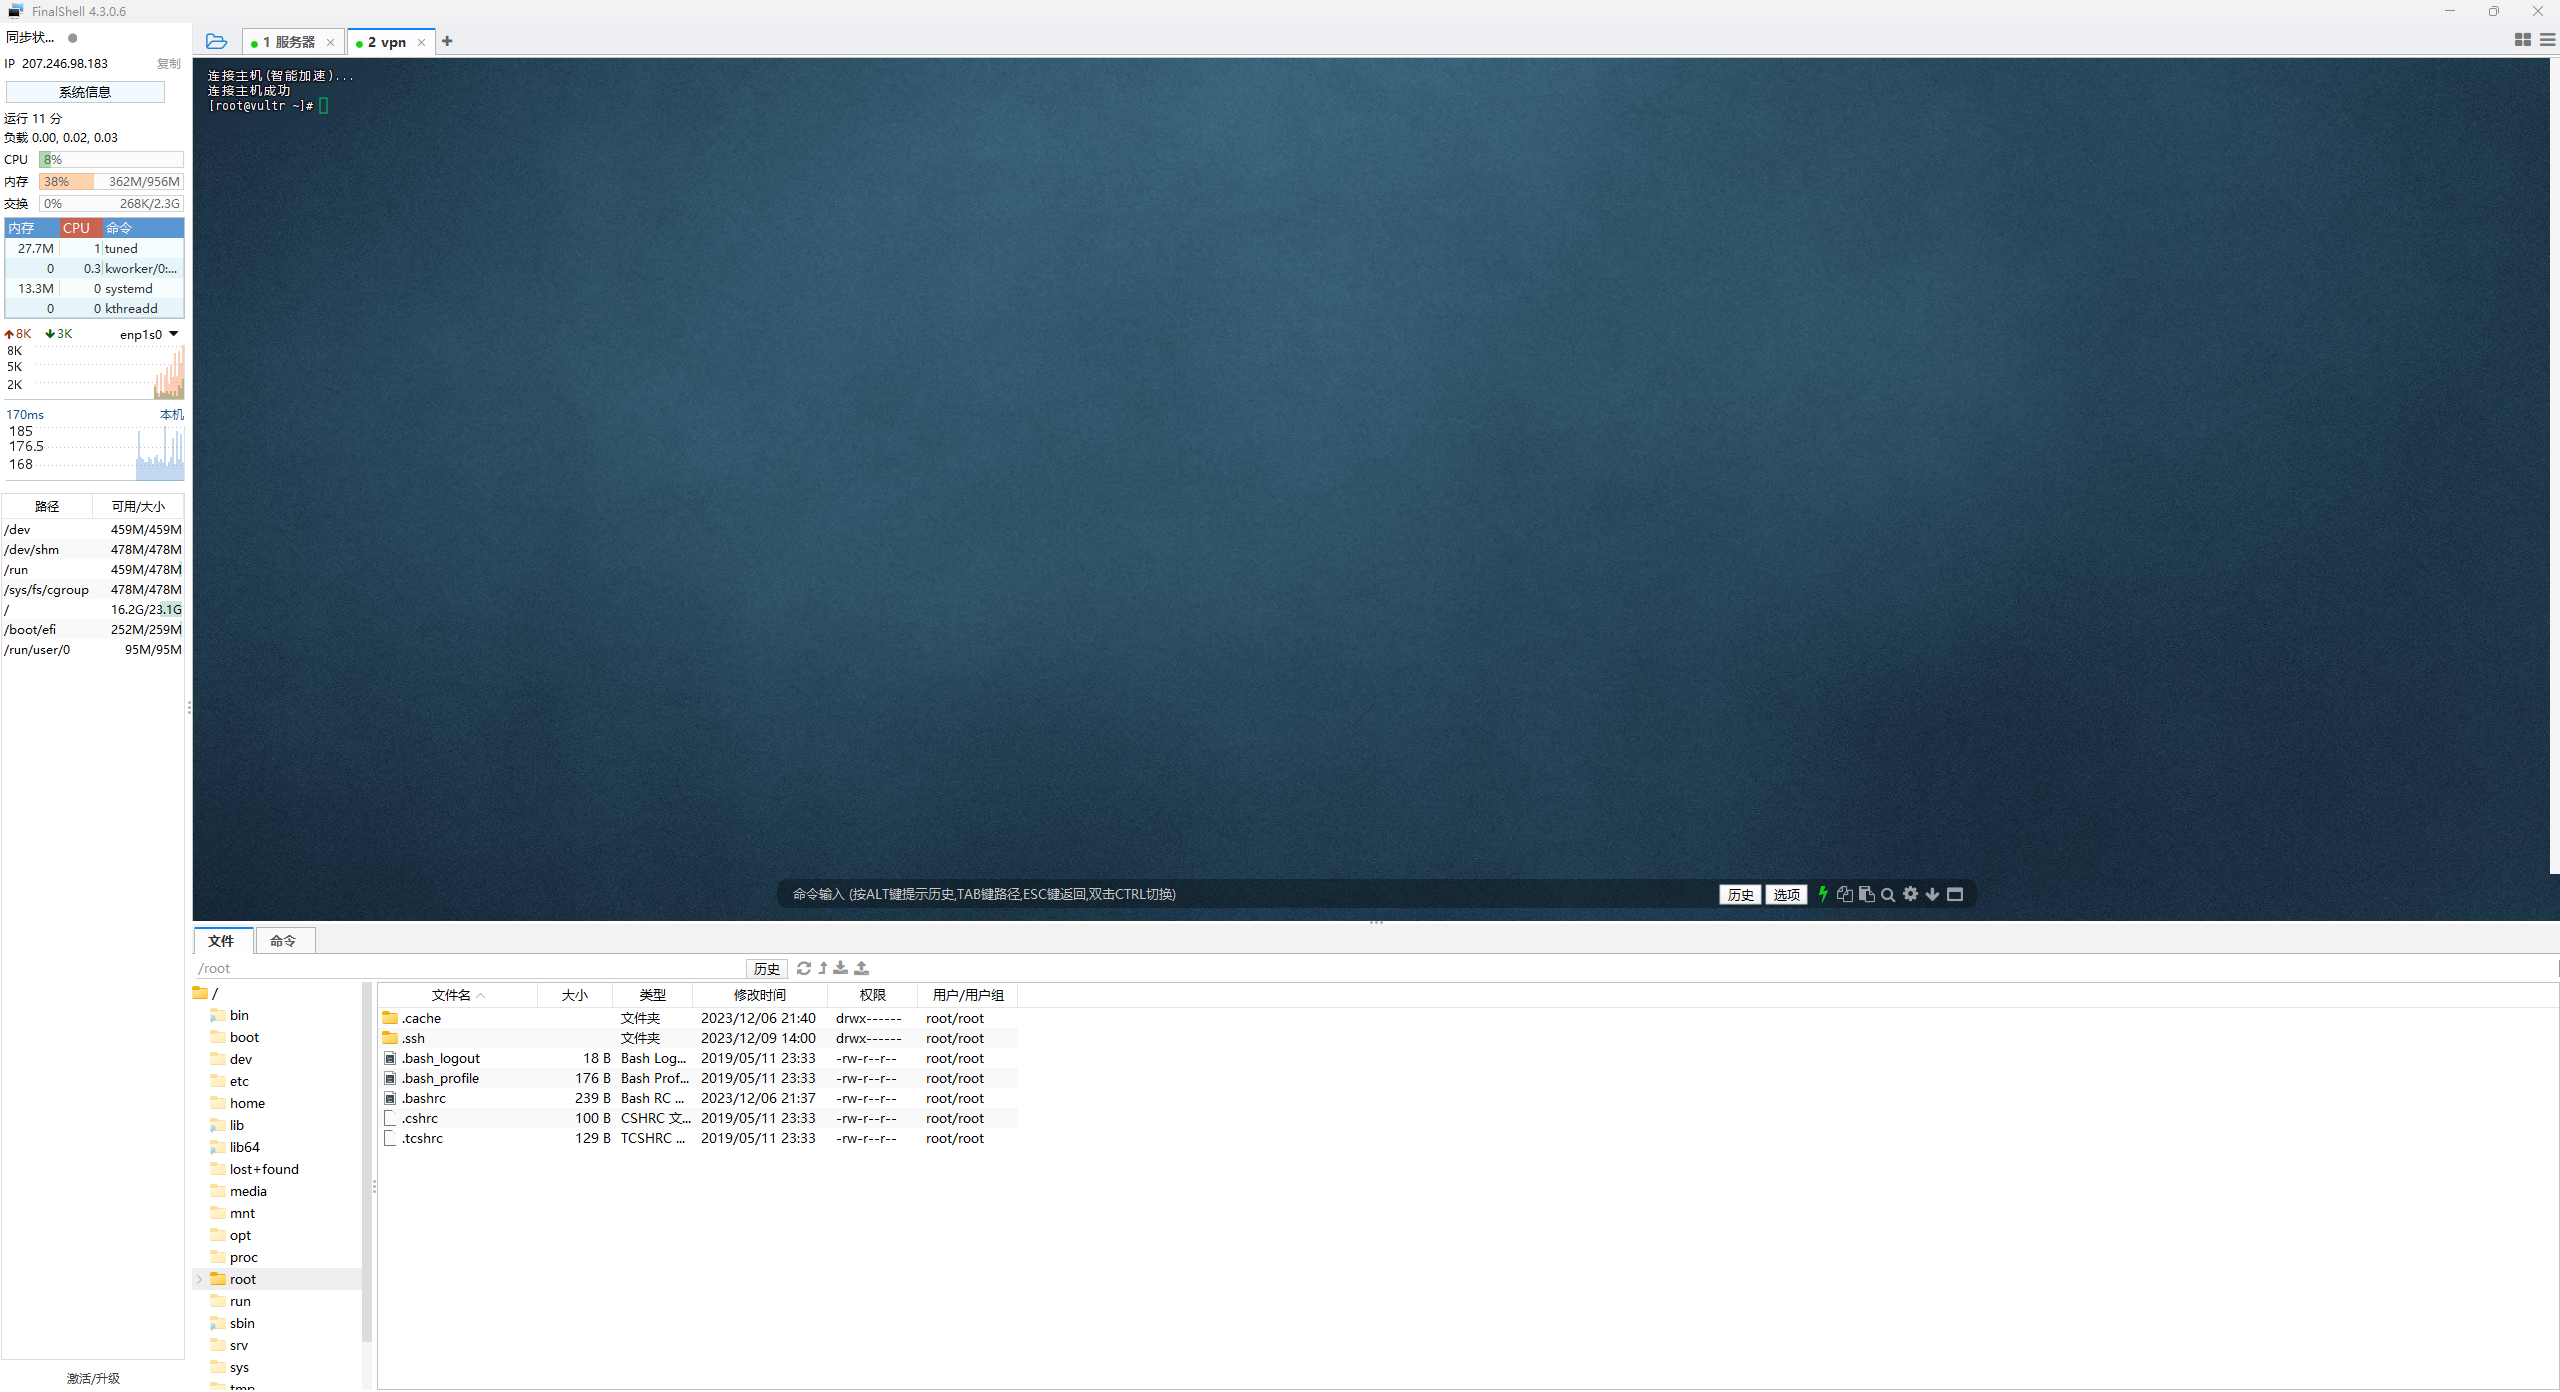 FinalShell 4.3.0.6
同步状...
IP 207.246.98.183 复制
系统信息
运行 11 分
负载 0.00, 0.02, 0.03
CPU 8%
内存 38% 362M/956M
交换 0% 268K/2.3G
内存 CPU 命令
27.7M 1 tuned
0 0.3 kworker/0:...
13.3M 0 systemd
0 0 kthreadd
8K 3K enp1s0
8K
5K
2K
170ms 本机
185
176.5
168
路径 可用/大小
/dev 459M/459M
/dev/shm 478M/478M
/run 459M/478M
/sys/fs/cgroup 478M/478M
/ 16.2G/23.1G
/boot/efi 252M/259M
/run/user/0 95M/95M
激活/升级
1 服务器 2 vpn
连接主机(智能加速)...
连接主机成功
[root@vultr ~]#
命令输入 (按ALT键提示历史,TAB键路径,ESC键返回,双击CTRL切换) 历史 选项
文件 命令
/root 历史
/
bin
boot
dev
etc
home
lib
lib64
lost+found
media
mnt
opt
proc
root
run
sbin
srv
sys
tmp
文件名 大小 类型 修改时间 权限 用户/用户组
.cache 文件夹 2023/12/06 21:40 drwx------ root/root
.ssh 文件夹 2023/12/09 14:00 drwx------ root/root
.bash_logout 18 B Bash Log... 2019/05/11 23:33 -rw-r--r-- root/root
.bash_profile 176 B Bash Prof... 2019/05/11 23:33 -rw-r--r-- root/root
.bashrc 239 B Bash RC ... 2023/12/06 21:37 -rw-r--r-- root/root
.cshrc 100 B CSHRC 文... 2019/05/11 23:33 -rw-r--r-- root/root
.tcshrc 129 B TCSHRC ... 2019/05/11 23:33 -rw-r--r-- root/root